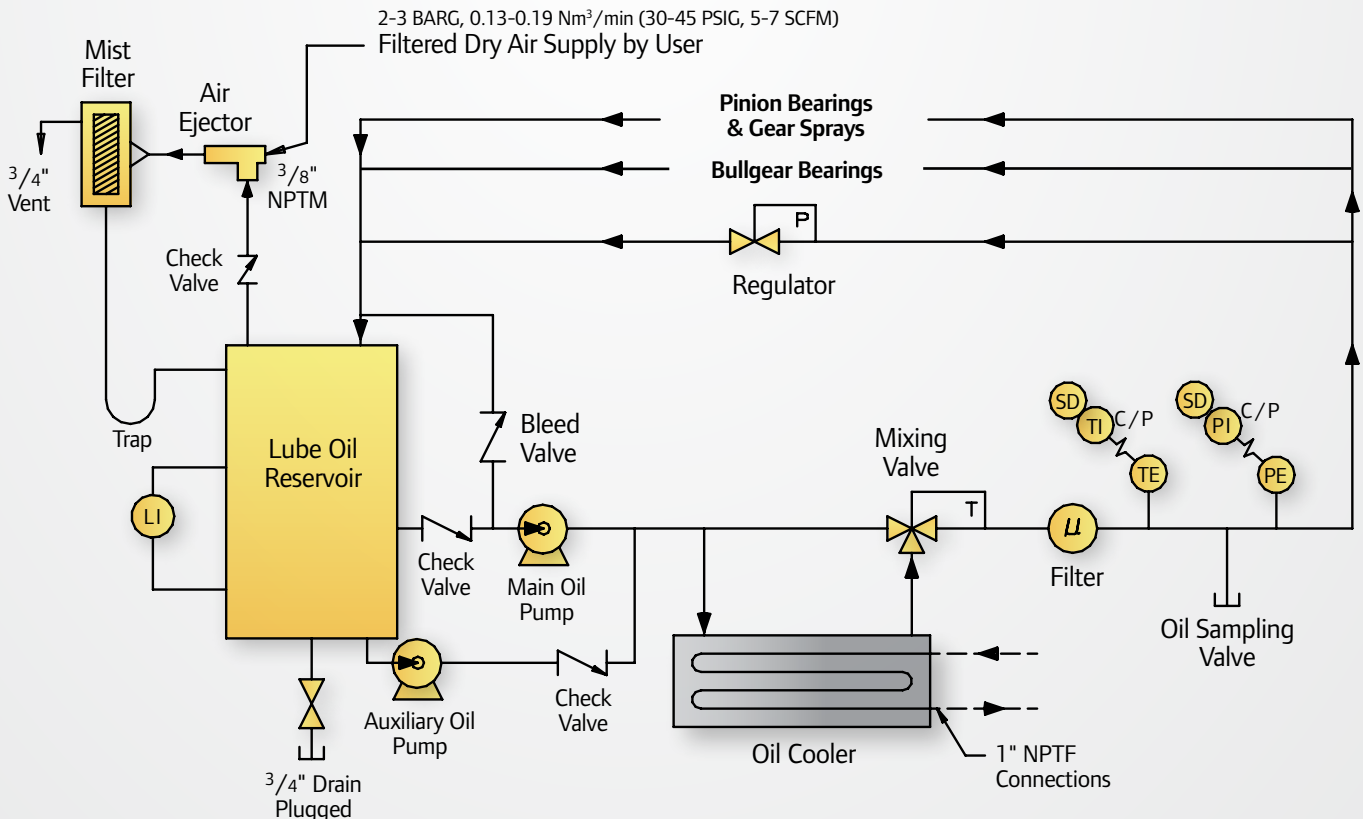 2-3 BARG, 0.13-0.19 Nm³/min (30-45 PSIG, 5-7 SCFM)
Filtered Dry Air Supply by User
Mist
Filter
Air
Ejector
3/8"
NPTM
3/4"
Vent
Check
Valve
Pinion Bearings
& Gear Sprays
Bullgear Bearings
P
Regulator
Trap
Lube Oil
Reservoir
LI
Bleed
Valve
Check
Valve
Main Oil
Pump
Mixing
Valve
T
μ
Filter
SD
TI
C/P
TE
SD
PI
C/P
PE
Oil Sampling
Valve
Auxiliary Oil
Pump
Check
Valve
Oil Cooler
1" NPTF
Connections
3/4" Drain
Plugged